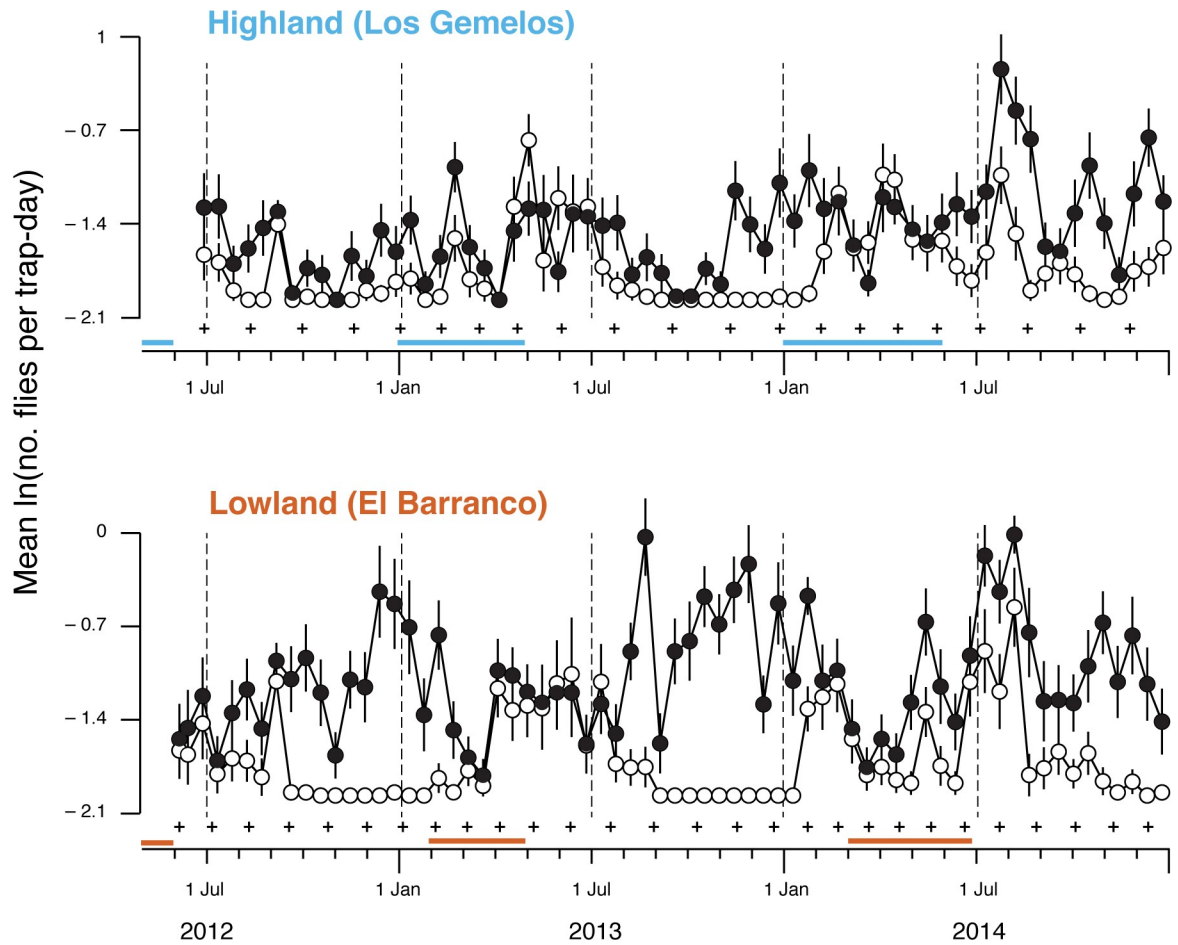 Highland (Los Gemelos)
Mean ln(no. flies per trap-day)
1
– 0.7
– 1.4
– 2.1
+ + + + + + + + + + + + + + + + + + + + + +
1 Jul 1 Jan 1 Jul 1 Jan 1 Jul
Lowland (El Barranco)
0
– 0.7
– 1.4
– 2.1
+ + + + + + + + + + + + + + + + + + + + + + + + + + +
1 Jul 1 Jan 1 Jul 1 Jan 1 Jul
2012 2013 2014